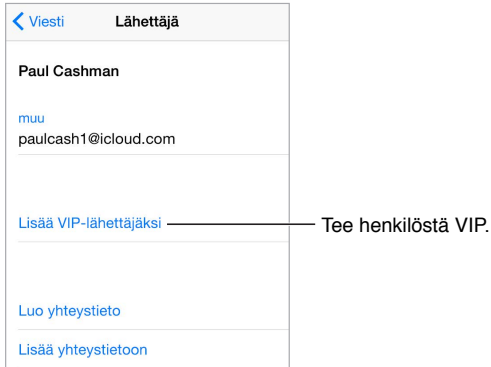 Viesti Lähettäjä
Paul Cashman
muu
paulcash1@icloud.com
Lisää VIP-lähettäjäksi Tee henkilöstä VIP.
Luo yhteystieto
Lisää yhteystietoon